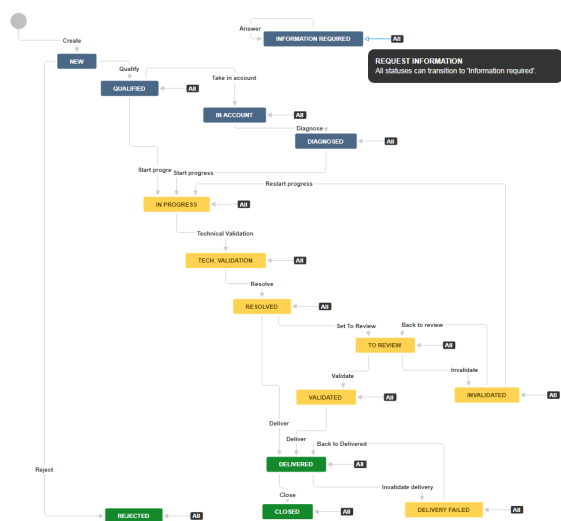 Answer
INFORMATION REQUIRED
All
Create
REQUEST INFORMATION
All statuses can transition to 'Information required'.
NEW
Qualify
Take in account
QUALIFIED
All
IN ACCOUNT
All
Diagnose
DIAGNOSED
All
Start progre
Start progress
Restart progress
IN PROGRESS
All
Technical Validation
TECH. VALIDATION
All
Resolve
RESOLVED
All
Set To Review
Back to review
TO REVIEW
All
Validate
Invalidate
VALIDATED
All
INVALIDATED
All
Deliver
Deliver
Back to Delivered
DELIVERED
All
Reject
Invalidate delivery
Close
REJECTED
All
CLOSED
All
DELIVERY FAILED
All